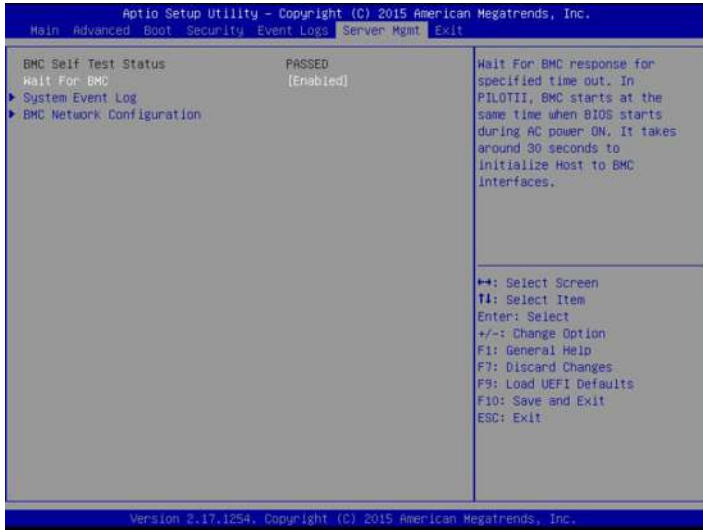 Aptio Setup Utility – Copyright (C) 2015 American Megatrends, Inc.
Main Advanced Boot Security Event Logs Server Mgmt Exit
BMC Self Test Status PASSED
Wait For BMC [Enabled]
System Event Log
BMC Network Configuration
Wait For BMC response for
specified time out. In
PILOTII, BMC starts at the
same time when BIOS starts
during AC power ON. It takes
around 30 seconds to
initialize Host to BMC
interfaces.
↔: Select Screen
↑↓: Select Item
Enter: Select
+/-: Change Option
F1: General Help
F7: Discard Changes
F9: Load UEFI Defaults
F10: Save and Exit
ESC: Exit
Version 2.17.1254. Copyright (C) 2015 American Megatrends, Inc.